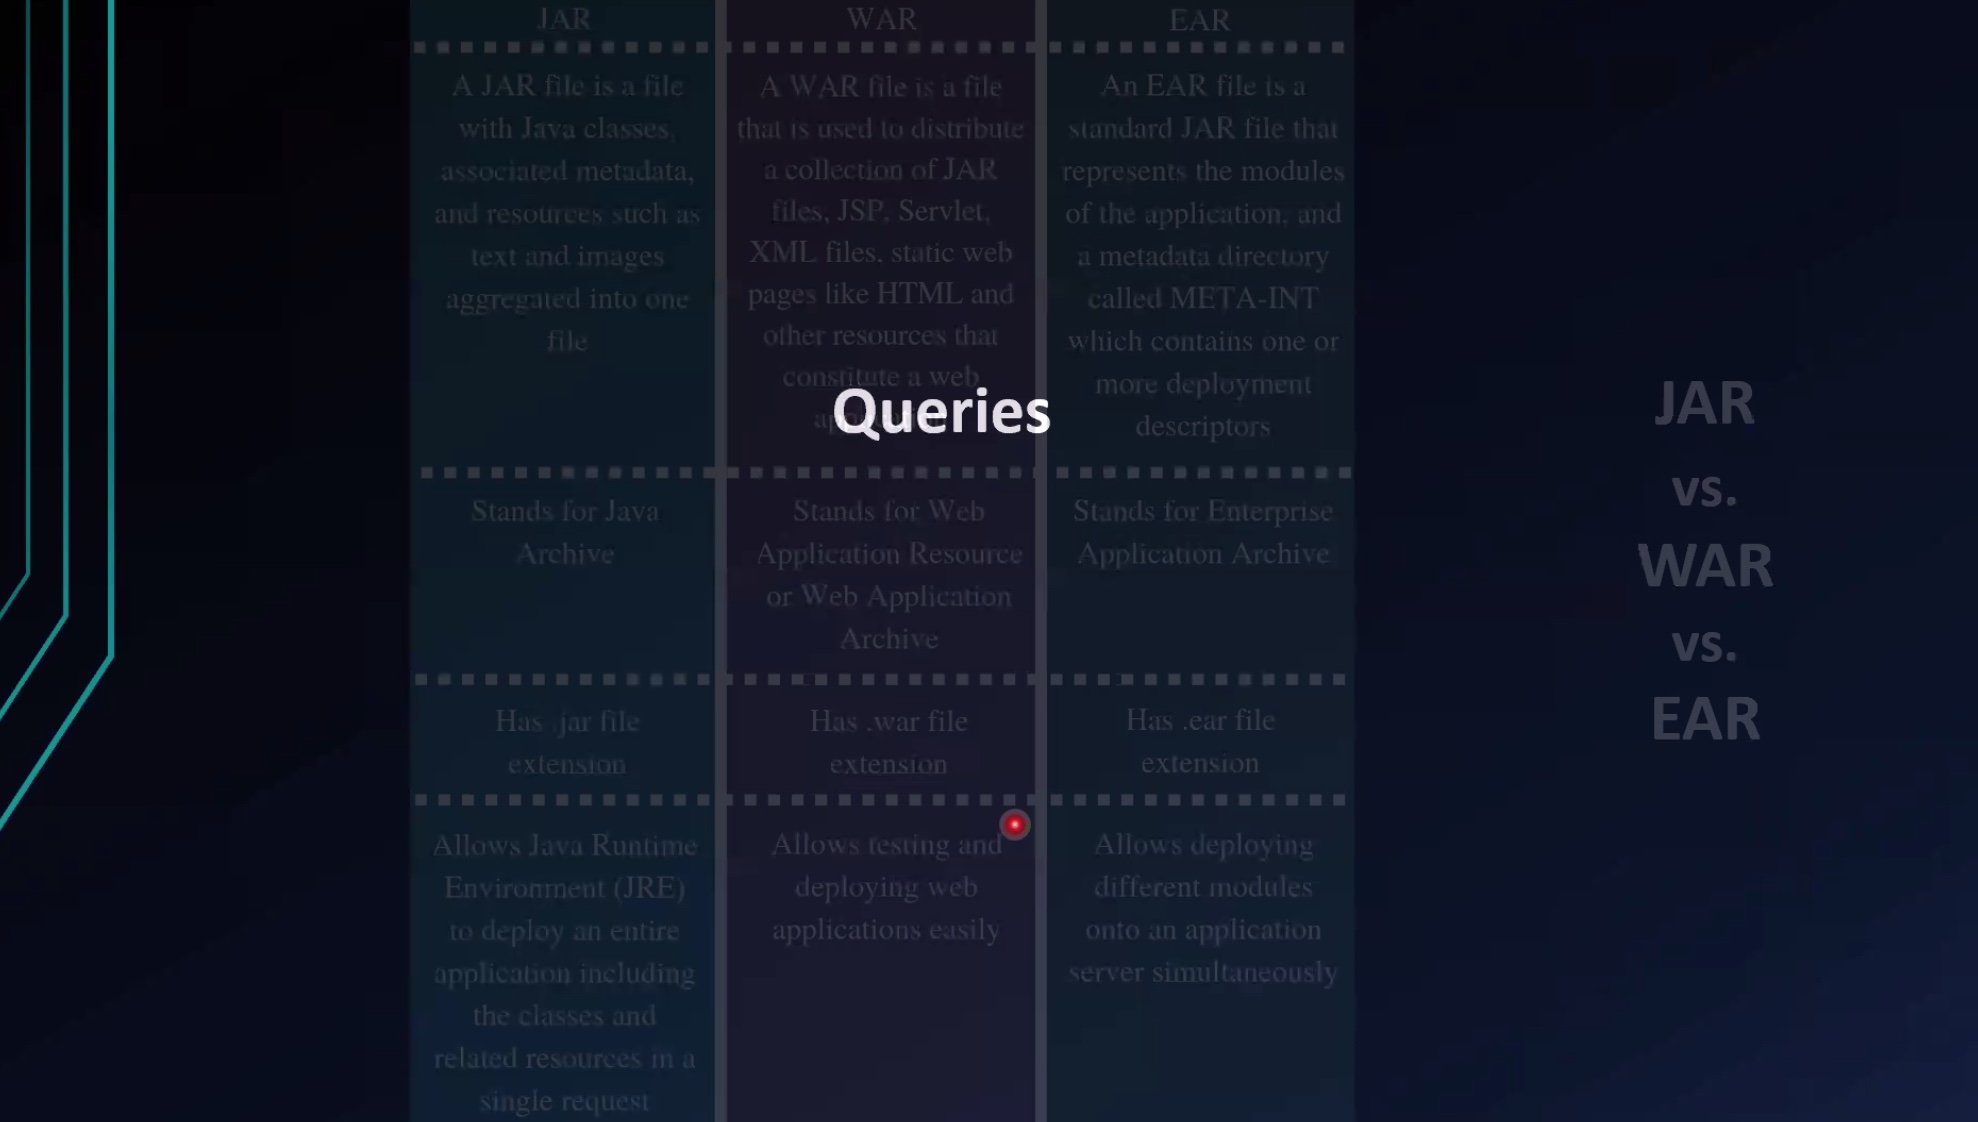 JAR
A JAR file is a file
with Java classes,
associated metadata,
and resources such as
text and images
aggregated into one
file
Stands for Java
Archive
Has .jar file
extension
Allows Java Runtime
Environment (JRE)
to deploy an entire
application including
the classes and
related resources in a
single request
WAR
A WAR file is a file
that is used to distribute
a collection of JAR
files, JSP, Servlet,
XML files, static web
pages like HTML and
other resources that
constitute a web
Stands for Web
Application Resource
or Web Application
Archive
Has .war file
extension
Allows testing and
deploying web
applications easily
EAR
An EAR file is a
standard JAR file that
represents the modules
of the application, and
a metadata directory
called META-INT
which contains one or
more deployment
descriptors
Stands for Enterprise
Application Archive
Has .ear file
extension
Allows deploying
different modules
onto an application
server simultaneously
Queries
JAR
vs.
WAR
vs.
EAR